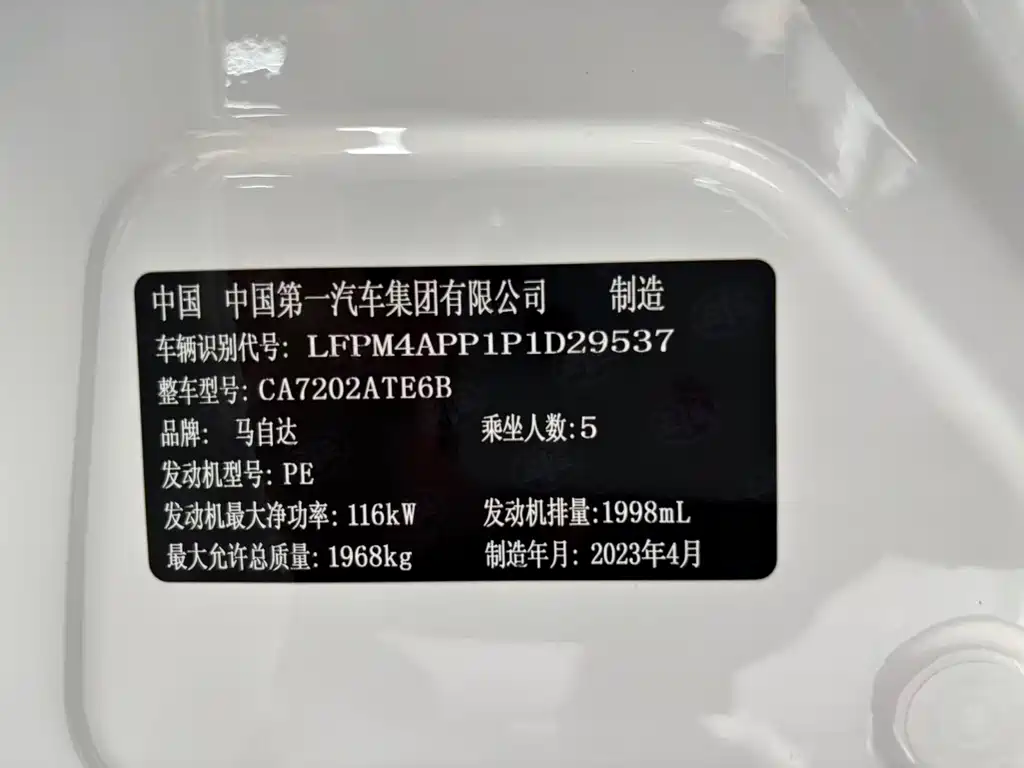 中国 中国第一汽车集团有限公司 制造
车辆识别代号: LFPM4APP1P1D29537
整车型号: CA7202ATE6B
品牌: 马自达 乘坐人数:5
发动机型号: PE
发动机最大净功率: 116kW 发动机排量:1998mL
最大允许总质量: 1968kg 制造年月: 2023年4月